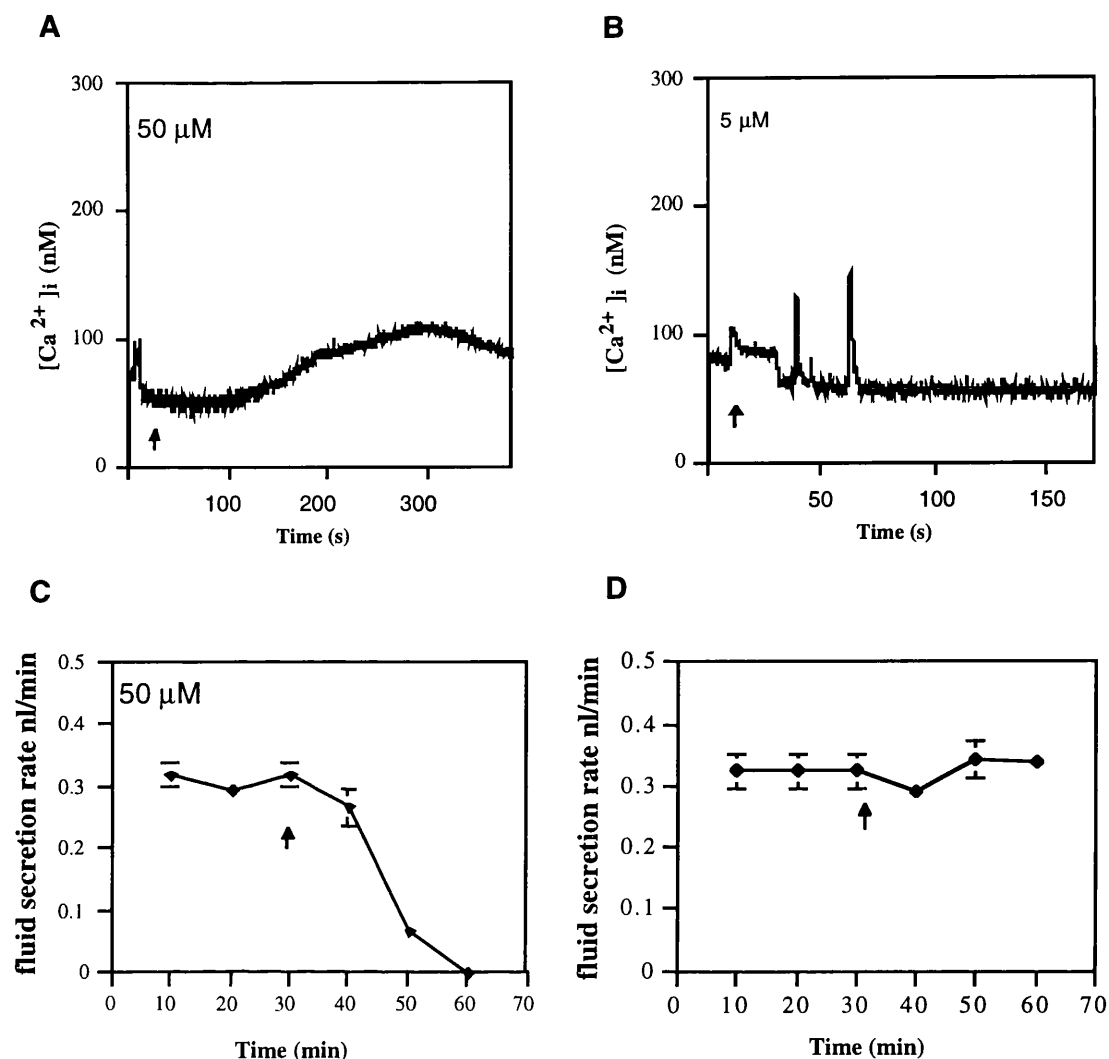 A
300
50 μM
200
100
0
[Ca 2+ ]i (nM)
100 200 300
Time (s)
B
300
5 μM
200
100
0
[Ca 2+ ]i (nM)
50 100 150
Time (s)
C
0.5
50 μM
0.4
0.3
0.2
0.1
0
fluid secretion rate nl/min
0 10 20 30 40 50 60 70
Time (min)
D
0.5
0.4
0.3
0.2
0.1
0
fluid secretion rate nl/min
0 10 20 30 40 50 60 70
Time (min)